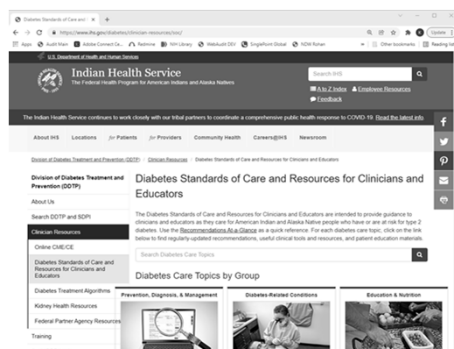 Diabetes Standards of Care and
https://www.ihs.gov/diabetes/clinician-resources/soc/
Update
Apps Audit Main Adobe Connect Ce... Redmine NIH Library WebAudit DEV Singlepoint Global NOW Rohan Other bookmarks Reading list
U.S. Department of Health and Human Services
Indian Health Service
The Federal Health Program for American Indians and Alaska Natives
Search IHS
A to Z Index Employee Resources
Feedback
The Indian Health Service continues to work closely with our tribal partners to coordinate a comprehensive public health response to COVID-19. Read the latest info
About IHS Locations for Patients for Providers Community Health Careers@IHS Newsroom
Division of Diabetes Treatment and Prevention (DDTP) / Clinician Resources / Diabetes Standards of Care and Resources for Clinicians and Educators
Division of Diabetes Treatment and
Prevention (DDTP)
About Us
Search DDTP and SDPI
Clinician Resources
Online CME/CE
Diabetes Standards of Care and
Resources for Clinicians and
Educators
Diabetes Treatment Algorithms
Kidney Health Resources
Federal Partner Agency Resources
Training
Diabetes Standards of Care and Resources for Clinicians and
Educators
The Diabetes Standards of Care and Resources for Clinicians and Educators are intended to provide guidance to
clinicians and educators as they care for American Indian and Alaska Native people who have or are at risk for type 2
diabetes. Use the Recommendations At-a-Glance as a quick reference. For each diabetes care topic, click on the link
below to find regularly-updated recommendations, useful clinical tools and resources, and patient education materials.
Search Diabetes Care Topics
Diabetes Care Topics by Group
Prevention, Diagnosis, & Management
Diabetes-Related Conditions
Education & Nutrition